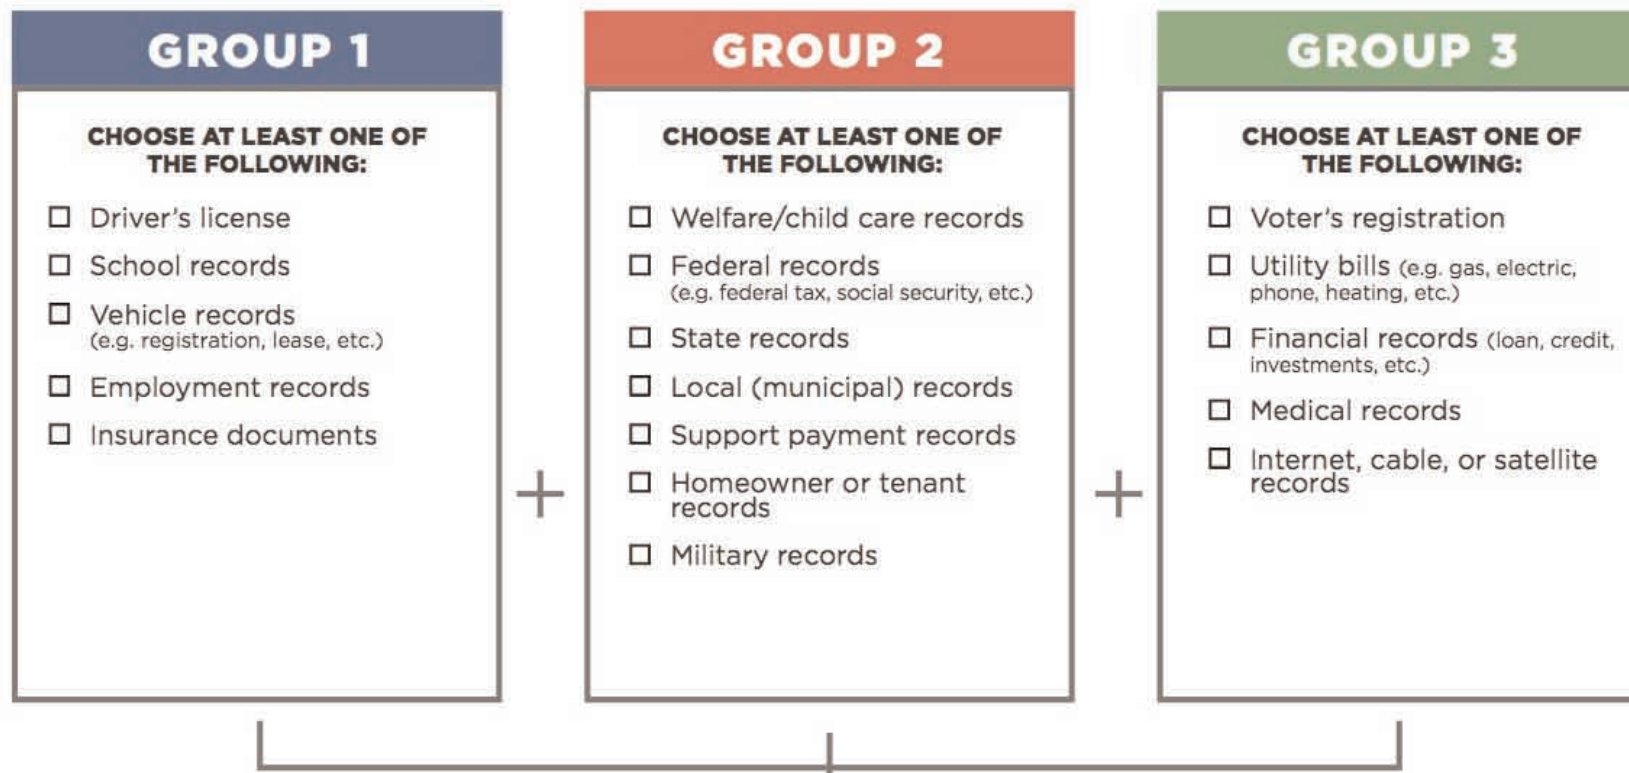 GROUP 1
CHOOSE AT LEAST ONE OF
THE FOLLOWING:
☐ Driver's license
☐ School records
☐ Vehicle records
(e.g. registration, lease, etc.)
☐ Employment records
☐ Insurance documents
+
GROUP 2
CHOOSE AT LEAST ONE OF
THE FOLLOWING:
☐ Welfare/child care records
☐ Federal records
(e.g. federal tax, social security, etc.)
☐ State records
☐ Local (municipal) records
☐ Support payment records
☐ Homeowner or tenant
records
☐ Military records
+
GROUP 3
CHOOSE AT LEAST ONE OF
THE FOLLOWING:
☐ Voter's registration
☐ Utility bills (e.g. gas, electric,
phone, heating, etc.)
☐ Financial records (loan, credit,
investments, etc.)
☐ Medical records
☐ Internet, cable, or satellite
records